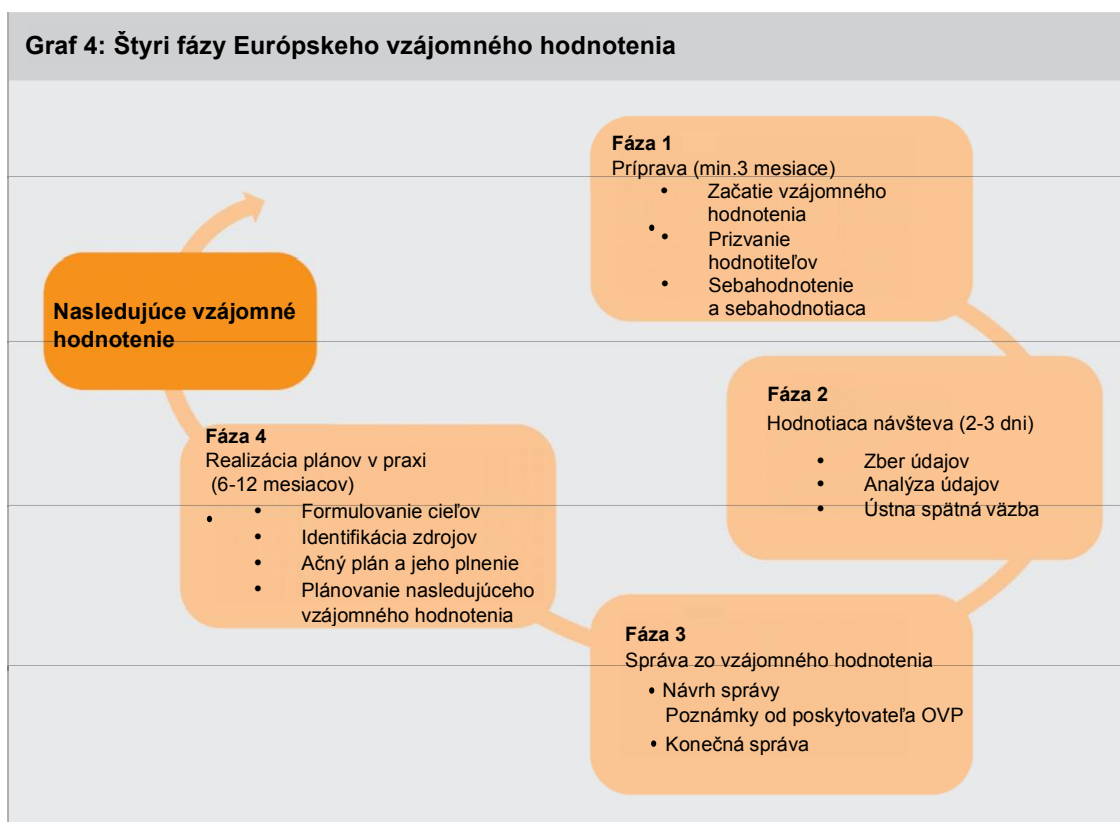 Graf 4: Štyri fázy Európskeho vzájomného hodnotenia
Fáza 1
Príprava (min.3 mesiace)
• Začatie vzájomného
hodnotenia
•
• Prizvanie
hodnotiteľov
• Sebahodnotenie
a sebahodnotiaca
Nasledujúce vzájomné
hodnotenie
Fáza 2
Hodnotiaca návšteva (2-3 dni)
• Zber údajov
• Analýza údajov
• Ústna spätná väzba
Fáza 4
Realizácia plánov v praxi
(6-12 mesiacov)
• • Formulovanie cieľov
• Identifikácia zdrojov
• Ačný plán a jeho plnenie
• Plánovanie nasledujúceho
vzájomného hodnotenia
Fáza 3
Správa zo vzájomného hodnotenia
• Návrh správy
Poznámky od poskytovateľa OVP
• Konečná správa